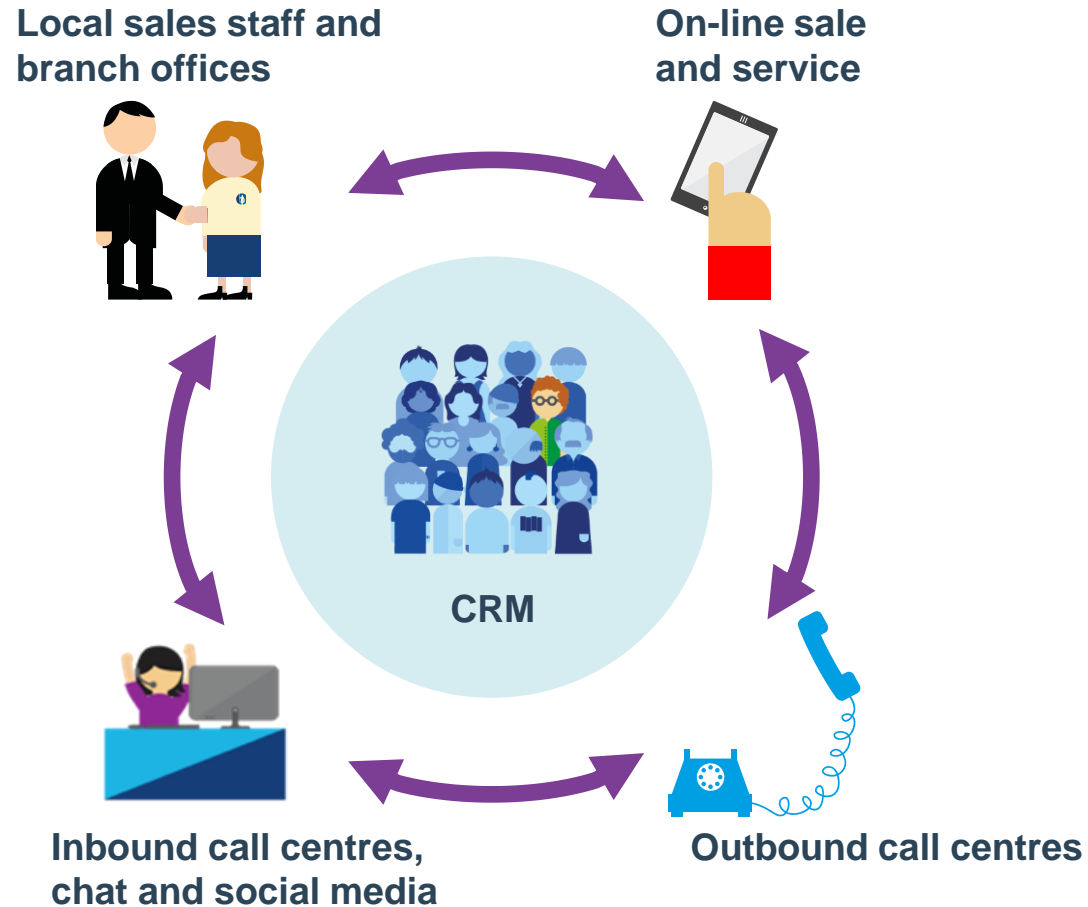 Local sales staff and
branch offices
On-line sale
and service
CRM
Inbound call centres,
chat and social media
Outbound call centres